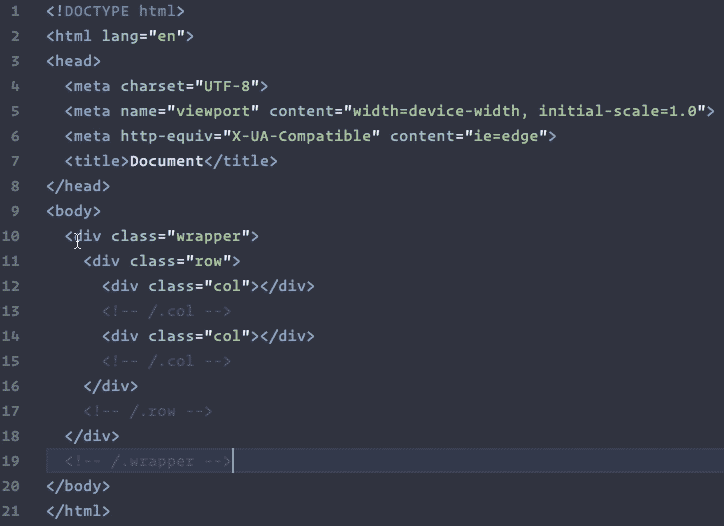 1 <!DOCTYPE html>
2 <html lang="en">
3 <head>
4   <meta charset="UTF-8">
5   <meta name="viewport" content="width=device-width, initial-scale=1.0">
6   <meta http-equiv="X-UA-Compatible" content="ie=edge">
7   <title>Document</title>
8 </head>
9 <body>
10   <div class="wrapper">
11     <div class="row">
12       <div class="col"></div>
13       <!-- /.col -->
14       <div class="col"></div>
15       <!-- /.col -->
16     </div>
17     <!-- /.row -->
18   </div>
19   <!-- /.wrapper -->
20 </body>
21 </html>